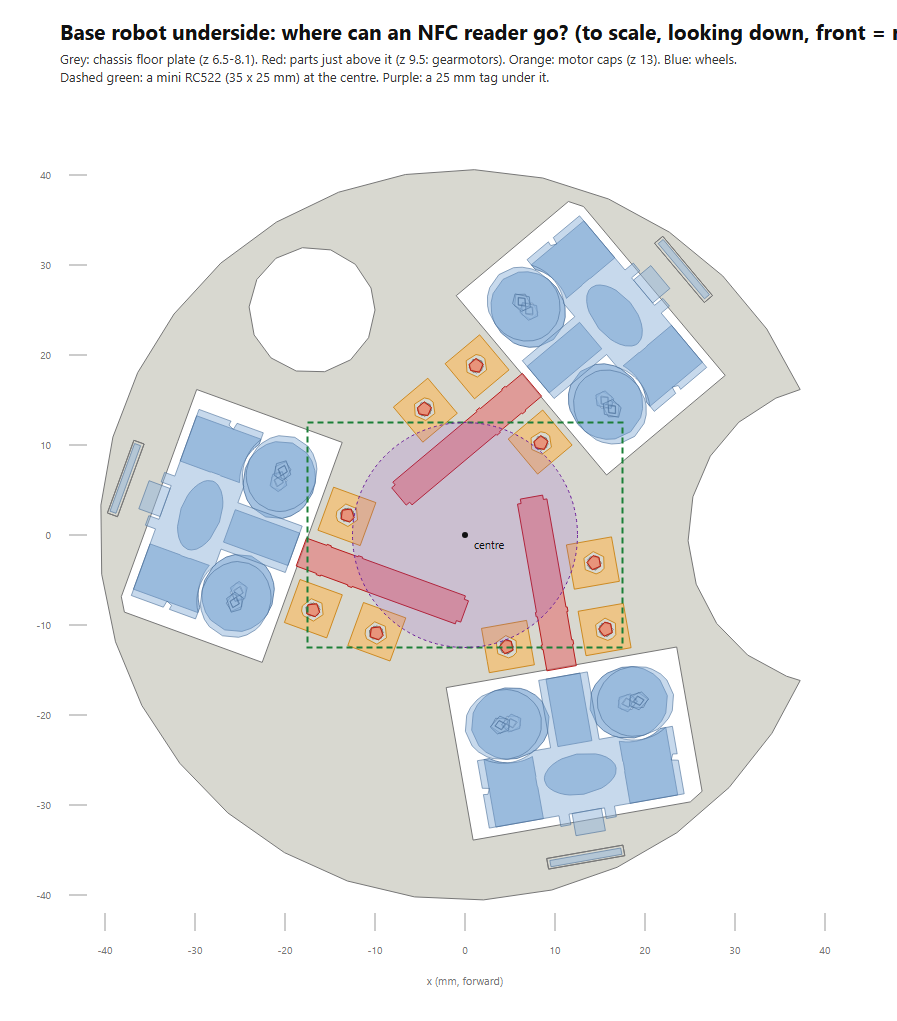 Base robot underside: where can an NFC reader go? (to scale, looking down, front =
Grey: chassis floor plate (z 6.5-8.1). Red: parts just above it (z 9.5: gearmotors). Orange: motor caps (z 13). Blue: wheels.
Dashed green: a mini RC522 (35 x 25 mm) at the centre. Purple: a 25 mm tag under it.
40
30
20
10
0
centre
-10
-20
-30
-40
-40 -30 -20 -10 0 10 20 30 40
x (mm, forward)